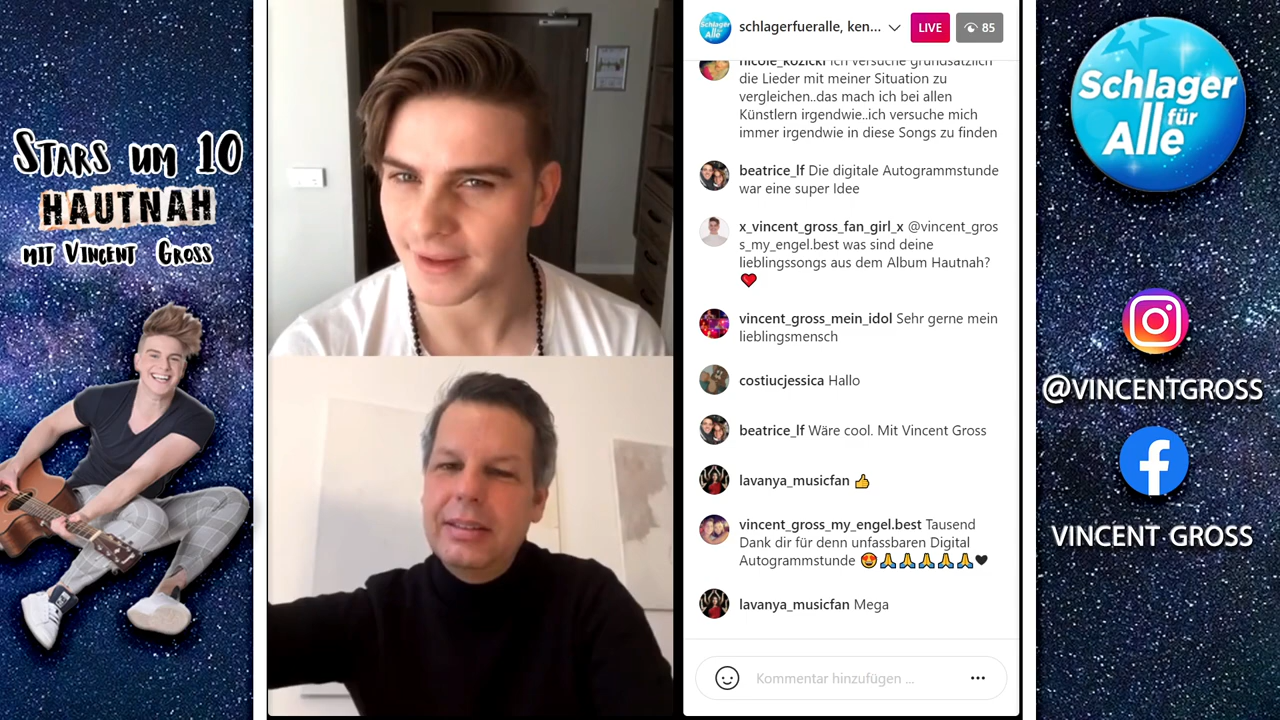 STARS UM 10
HAUTNAH
MIT VINCENT GROSS
schlagerfueralle, ken...
LIVE
85
nicole_kozicki Ich versuche grundsätzlich
die Lieder mit meiner Situation zu
vergleichen..das mach ich bei allen
Künstlern irgendwie..ich versuche mich
immer irgendwie in diese Songs zu finden
beatrice_lf Die digitale Autogrammstunde
war eine super Idee
x_vincent_gross_fan_girl_x @vincent_gros
s_my_engel.best was sind deine
lieblingssongs aus dem Album Hautnah?
❤️
vincent_gross_mein_idol Sehr gerne mein
lieblingsmensch
costiucjessica Hallo
beatrice_lf Wäre cool. Mit Vincent Gross
lavanya_musicfan 👍
vincent_gross_my_engel.best Tausend
Dank dir für denn unfassbaren Digital
Autogrammstunde 😍🙏🙏🙏🙏🙏🖤
lavanya_musicfan Mega
Kommentar hinzufügen ...
Schlager
für
Alle
@VINCENTGROSS
VINCENT GROSS